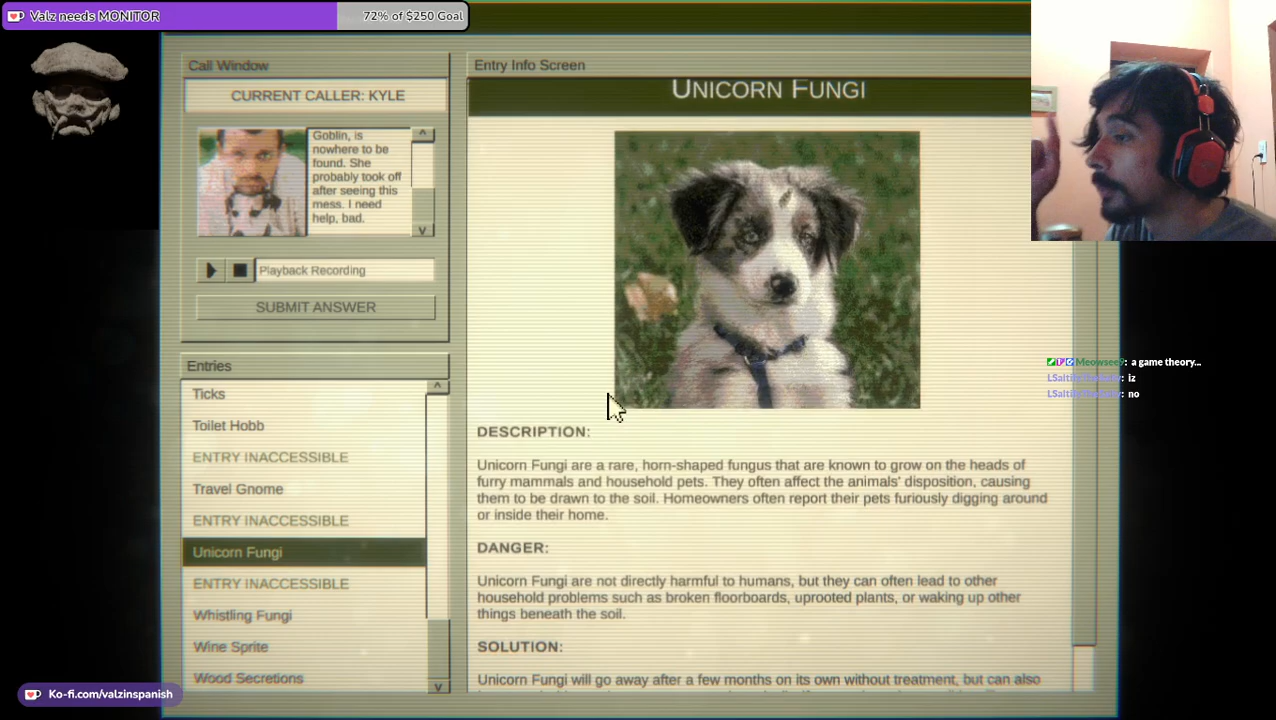 Valz needs MONITOR
72% of $250 Goal
Call Window
CURRENT CALLER: KYLE
Goblin, is
nowhere to be
found. She
probably took off
after seeing this
mess. I need
help, bad.
Playback Recording
SUBMIT ANSWER
Entries
Ticks
Toilet Hobb
ENTRY INACCESSIBLE
Travel Gnome
ENTRY INACCESSIBLE
Unicorn Fungi
ENTRY INACCESSIBLE
Whistling Fungi
Wine Sprite
Wood Secretions
Entry Info Screen
UNICORN FUNGI
DESCRIPTION:
Unicorn Fungi are a rare, horn-shaped fungus that are known to grow on the heads of
furry mammals and household pets. They often affect the animals' disposition, causing
them to be drawn to the soil. Homeowners often report their pets furiously digging around
or inside their home.
DANGER:
Unicorn Fungi are not directly harmful to humans, but they can often lead to other
household problems such as broken floorboards, uprooted plants, or waking up other
things beneath the soil.
SOLUTION:
Unicorn Fungi will go away after a few months on its own without treatment, but can also
Meowsee9: a game theory...
: iz
: no
Ko-fi.com/valzinspanish